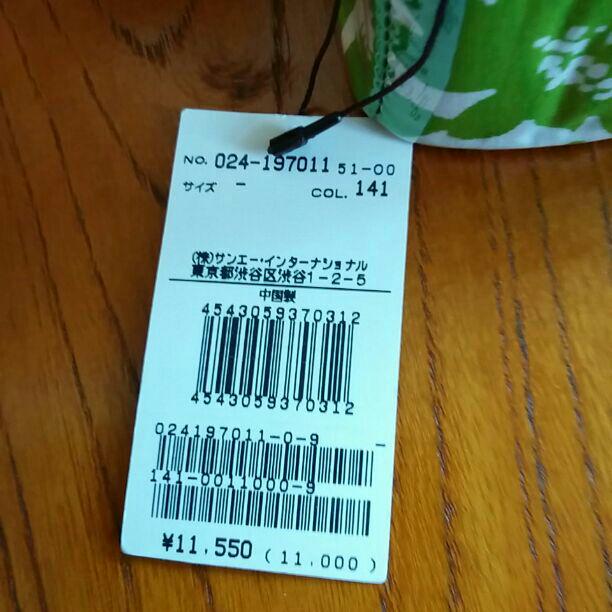 NO. 024-197011 51-00
サイズ - COL. 141
(株)サンエー・インターナショナル
東京都渋谷区渋谷1-2-5
中国製
4543059370312
4543059370312
024197011-0-9 -
141-0011000-9
¥11,550 (11,000)